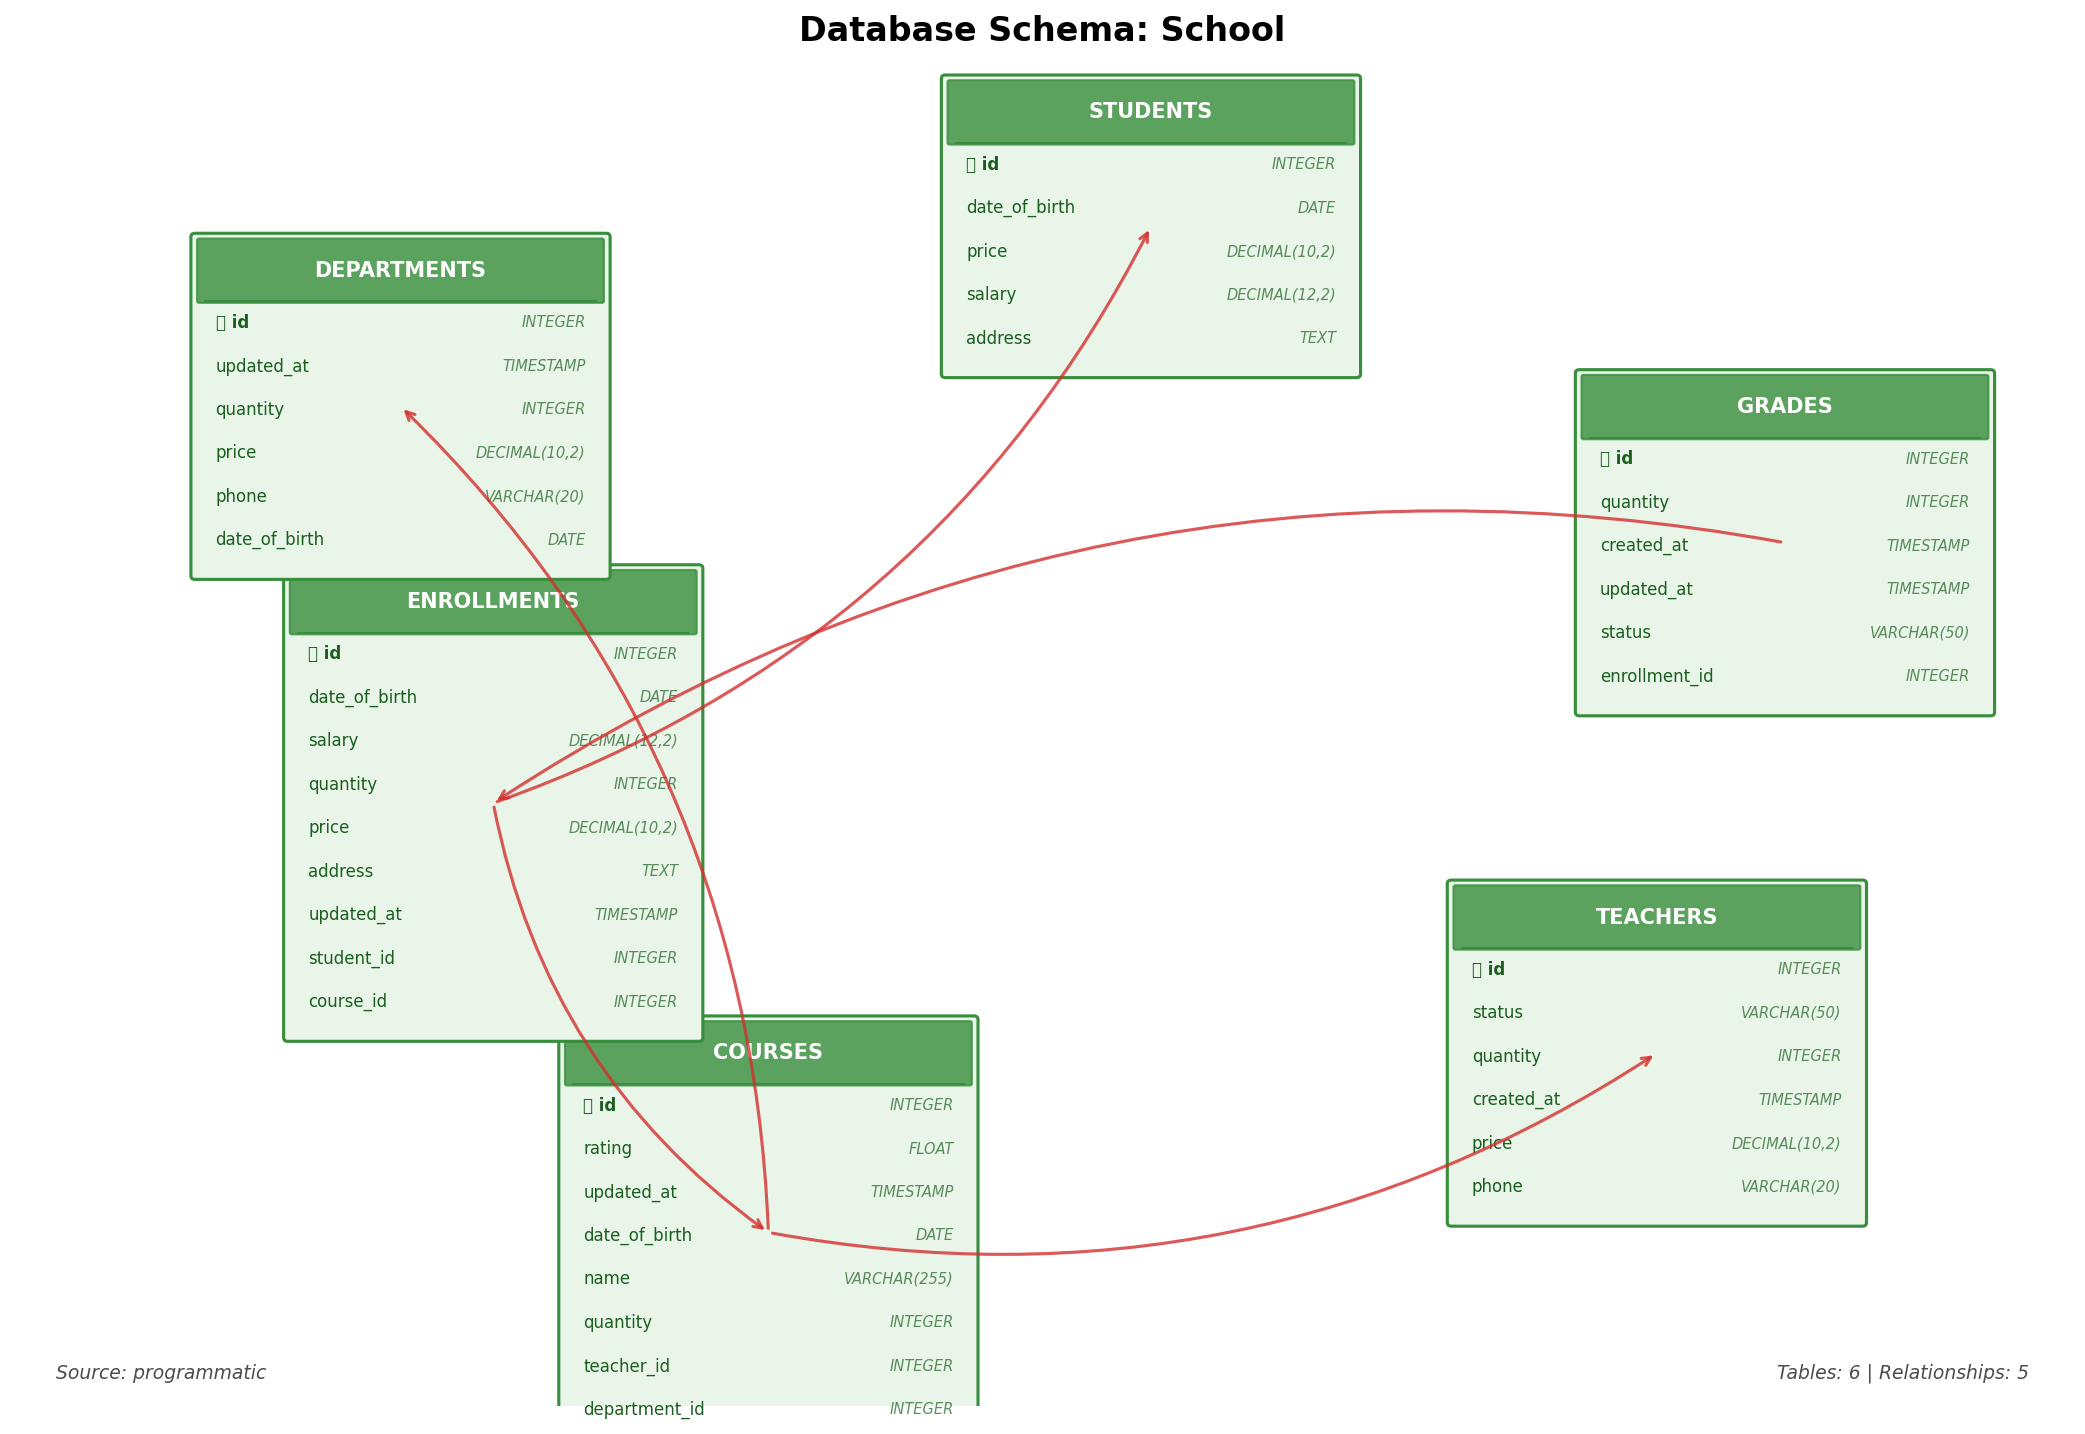 Database Schema: School
STUDENTS
id INTEGER
date_of_birth DATE
price DECIMAL(10,2)
salary DECIMAL(12,2)
address TEXT
DEPARTMENTS
id INTEGER
updated_at TIMESTAMP
quantity INTEGER
price DECIMAL(10,2)
phone VARCHAR(20)
date_of_birth DATE
GRADES
id INTEGER
quantity INTEGER
created_at TIMESTAMP
updated_at TIMESTAMP
status VARCHAR(50)
enrollment_id INTEGER
ENROLLMENTS
id INTEGER
date_of_birth DATE
salary DECIMAL(12,2)
quantity INTEGER
price DECIMAL(10,2)
address TEXT
updated_at TIMESTAMP
student_id INTEGER
course_id INTEGER
TEACHERS
id INTEGER
status VARCHAR(50)
quantity INTEGER
created_at TIMESTAMP
price DECIMAL(10,2)
phone VARCHAR(20)
COURSES
id INTEGER
rating FLOAT
updated_at TIMESTAMP
date_of_birth DATE
name VARCHAR(255)
quantity INTEGER
teacher_id INTEGER
department_id INTEGER
Source: programmatic
Tables: 6 | Relationships: 5